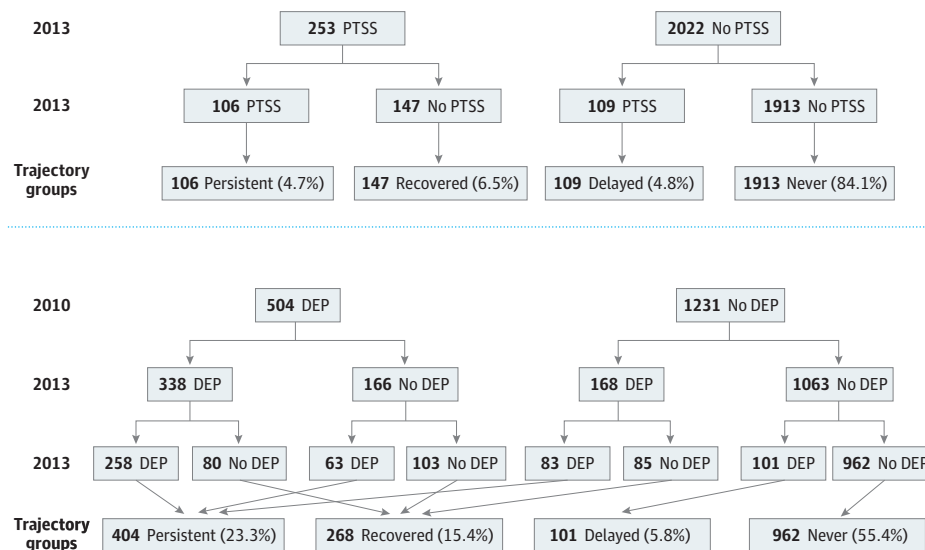 2013
253 PTSS
2022 No PTSS
2013
106 PTSS
147 No PTSS
109 PTSS
1913 No PTSS
Trajectory
groups
106 Persistent (4.7%)
147 Recovered (6.5%)
109 Delayed (4.8%)
1913 Never (84.1%)
2010
504 DEP
1231 No DEP
2013
338 DEP
166 No DEP
168 DEP
1063 No DEP
2013
258 DEP
80 No DEP
63 DEP
103 No DEP
83 DEP
85 No DEP
101 DEP
962 No DEP
Trajectory
groups
404 Persistent (23.3%)
268 Recovered (15.4%)
101 Delayed (5.8%)
962 Never (55.4%)